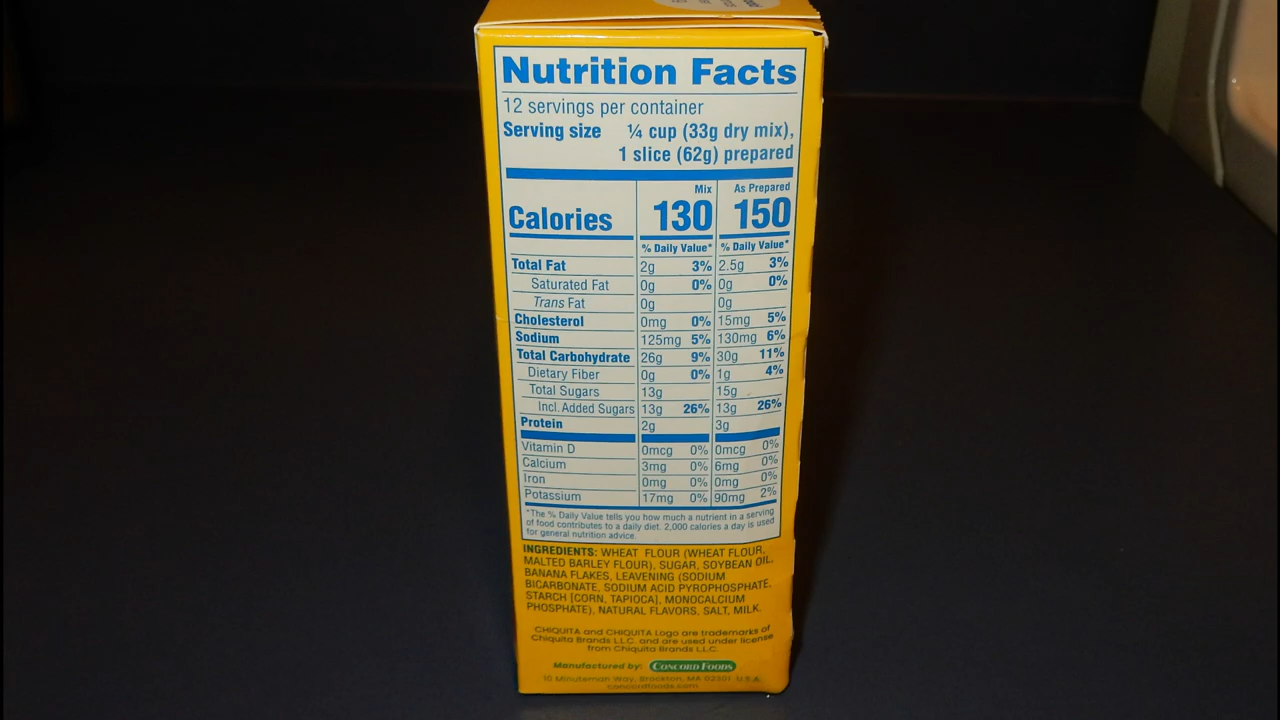 Nutrition Facts
12 servings per container
Serving size ¼ cup (33g dry mix),
1 slice (62g) prepared
Mix As Prepared
Calories 130 150
% Daily Value* % Daily Value*
Total Fat 2g 3% 2.5g 3%
Saturated Fat 0g 0% 0g 0%
Trans Fat 0g 0g
Cholesterol 0mg 0% 15mg 5%
Sodium 125mg 5% 130mg 6%
Total Carbohydrate 26g 9% 30g 11%
Dietary Fiber 0g 0% 1g 4%
Total Sugars 13g 15g
Incl. Added Sugars 13g 26% 13g 26%
Protein 2g 3g
Vitamin D 0mcg 0% 0mcg 0%
Calcium 3mg 0% 6mg 0%
Iron 0mg 0% 0mg 0%
Potassium 17mg 0% 90mg 2%
*The % Daily Value tells you how much a nutrient in a serving
of food contributes to a daily diet. 2,000 calories a day is used
for general nutrition advice.
INGREDIENTS: WHEAT FLOUR (WHEAT FLOUR,
MALTED BARLEY FLOUR), SUGAR, SOYBEAN OIL,
BANANA FLAKES, LEAVENING (SODIUM
BICARBONATE, SODIUM ACID PYROPHOSPHATE,
STARCH [CORN, TAPIOCA], MONOCALCIUM
PHOSPHATE), NATURAL FLAVORS, SALT, MILK.
CHIQUITA and CHIQUITA Logo are trademarks of
Chiquita Brands L.L.C. and are used under license
from Chiquita Brands L.L.C.
Manufactured by: CONCORD FOODS
10 Minuteman Way, Brockton, MA 02301 U.S.A.
concordfoods.com